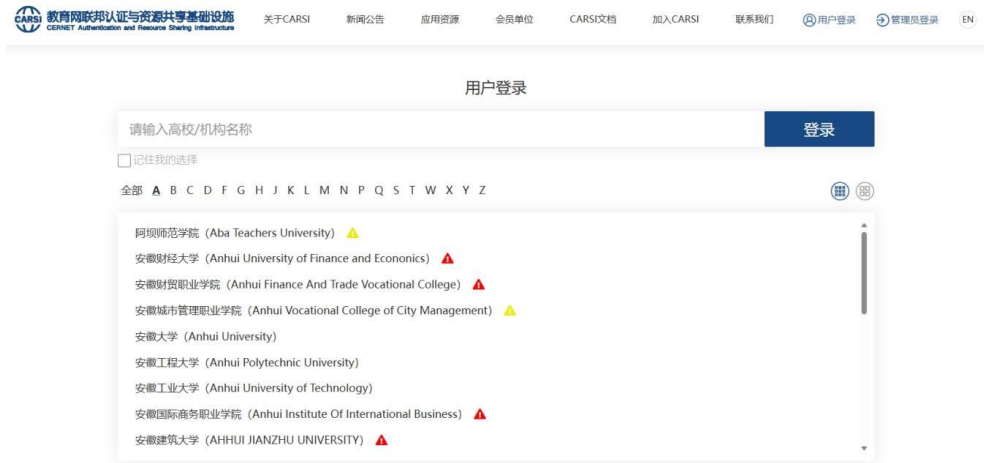 CARSI 教育网联邦认证与资源共享基础设施
CERNET Authentication and Resource Sharing Infrastructure
关于CARSI 新闻公告 应用资源 会员单位 CARSI文档 加入CARSI 联系我们 用户登录 管理员登录 EN
用户登录
请输入高校/机构名称 登录
记住我的选择
全部 A B C D F G H J K L M N P Q S T W X Y Z
阿坝师范学院（Aba Teachers University）
安徽财经大学（Anhui University of Finance and Econonics）
安徽财贸职业学院（Anhui Finance And Trade Vocational College）
安徽城市管理职业学院（Anhui Vocational College of City Management）
安徽大学（Anhui University）
安徽工程大学（Anhui Polytechnic University）
安徽工业大学（Anhui University of Technology）
安徽国际商务职业学院（Anhui Institute Of International Business）
安徽建筑大学（AHHUI JIANZHU UNIVERSITY）